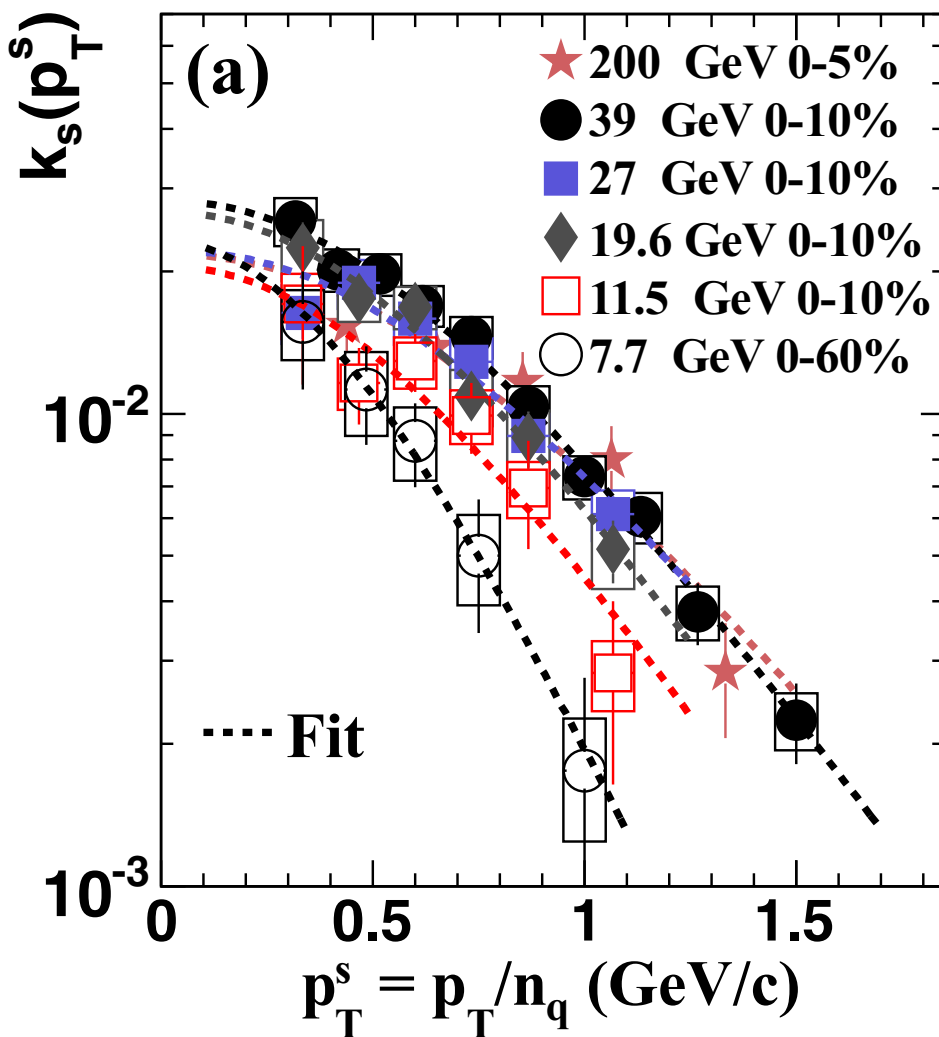 k_s(p_T^s)
(a)
200 GeV 0-5%
39 GeV 0-10%
27 GeV 0-10%
19.6 GeV 0-10%
11.5 GeV 0-10%
7.7 GeV 0-60%
10^-2
Fit
10^-3
0 0.5 1 1.5
p_T^s = p_T/n_q (GeV/c)